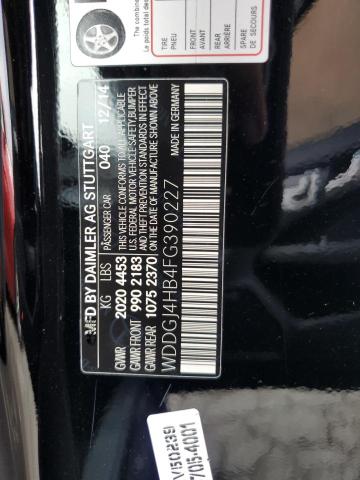 TIRE
PNEU
FRONT
AVANT
REAR
ARRIÈRE
SPARE
DE SECOURS
MFD BY DAIMLER AG STUTTGART
PASSENGER CAR 040 12/14
KG LBS THIS VEHICLE CONFORMS TO ALL APPLICABLE
GVWR 2020 4453 U.S. FEDERAL MOTOR VEHICLE SAFETY, BUMPER
GAWR FRONT 990 2183 AND THEFT PREVENTION STANDARDS IN EFFECT
GAWR REAR 1075 2370 ON THE DATE OF MANUFACTURE SHOWN ABOVE.
WDDGJ4HB4FG390227 MADE IN GERMANY